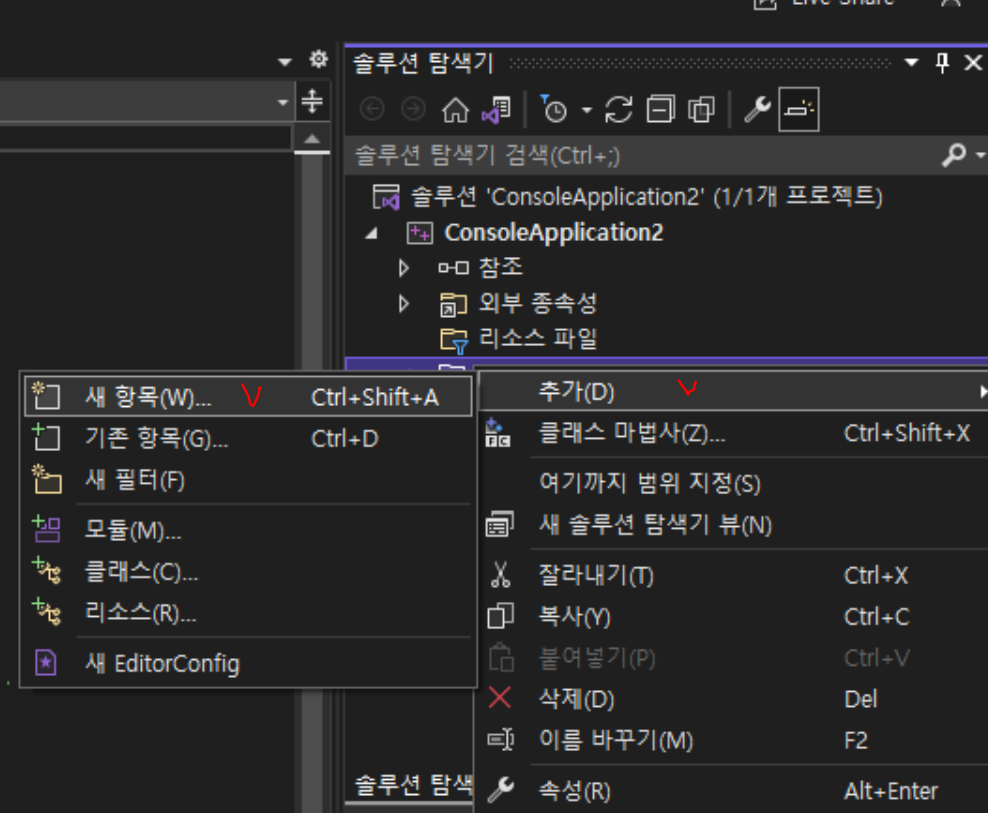 Live Share
솔루션 탐색기
솔루션 탐색기 검색(Ctrl+;)
솔루션 'ConsoleApplication2' (1/1개 프로젝트)
ConsoleApplication2
참조
외부 종속성
리소스 파일
새 항목(W)... Ctrl+Shift+A
기존 항목(G)... Ctrl+D
새 필터(F)
모듈(M)...
클래스(C)...
리소스(R)...
새 EditorConfig
추가(D)
클래스 마법사(Z)... Ctrl+Shift+X
여기까지 범위 지정(S)
새 솔루션 탐색기 뷰(N)
잘라내기(T) Ctrl+X
복사(Y) Ctrl+C
붙여넣기(P) Ctrl+V
삭제(D) Del
이름 바꾸기(M) F2
속성(R) Alt+Enter
솔루션 탐색